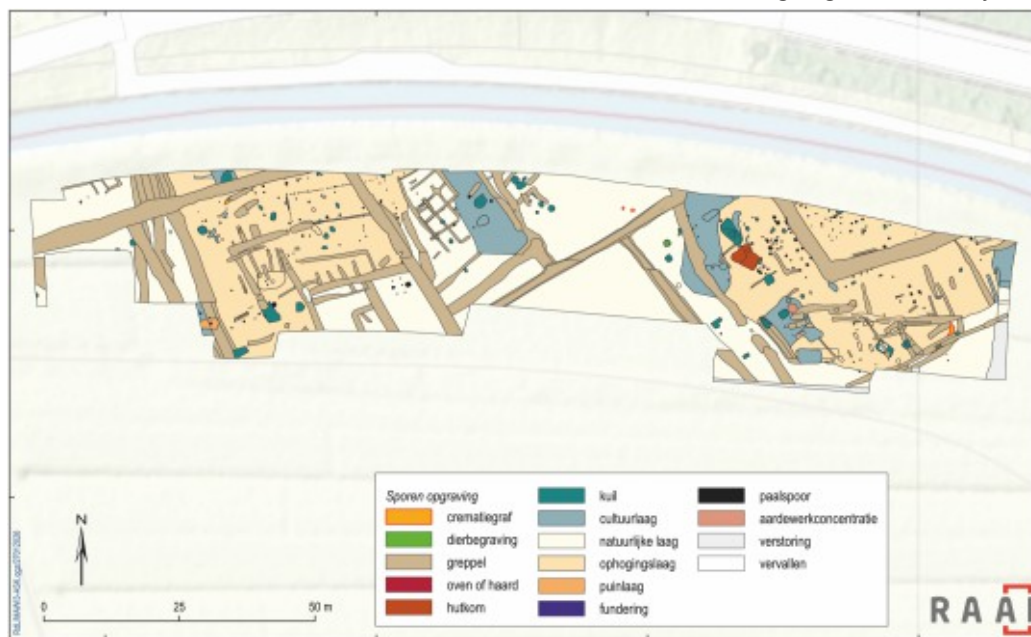 Sporen opgraving
crematiegraf
dierbegraving
greppel
oven of haard
hutkom
kuil
cultuurlaag
natuurlijke laag
ophogingslaag
puinlaag
fundering
paalspoor
aardewerkconcentratie
verstoring
vervallen
N
0 25 50 m
RAA